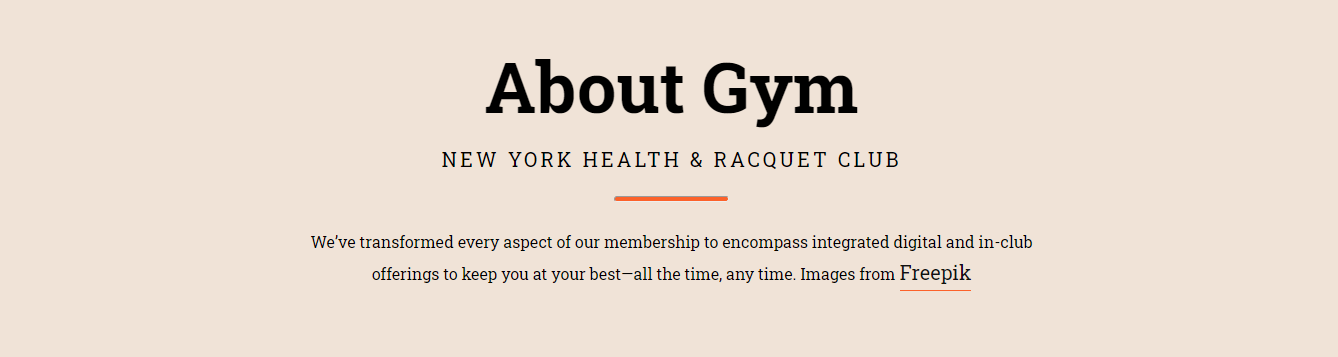 About Gym
NEW YORK HEALTH & RACQUET CLUB
We've transformed every aspect of our membership to encompass integrated digital and in-club
offerings to keep you at your best—all the time, any time. Images from Freepik